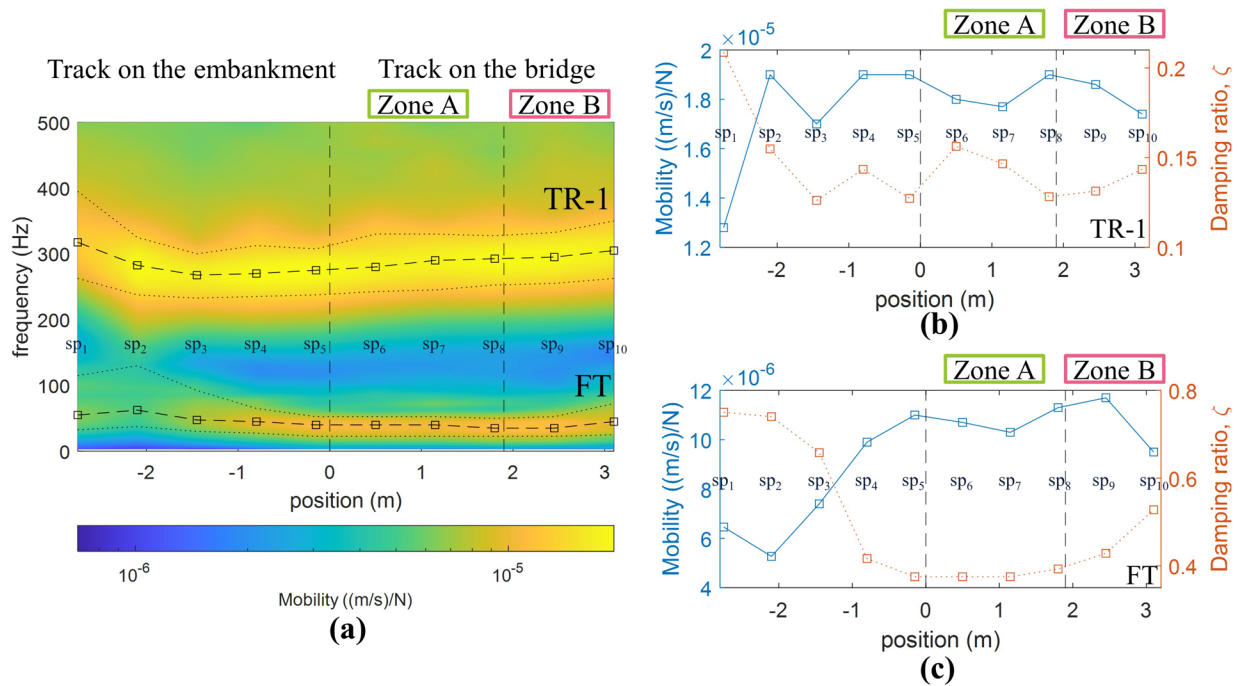 Track on the embankment
Track on the bridge
Zone A
Zone B
500
400
300
200
100
0
frequency (Hz)
TR-1
sp1 sp2 sp3 sp4 sp5 sp6 sp7 sp8 sp9 sp10
FT
-2 -1 0 1 2 3
position (m)
10^-6 10^-5
Mobility ((m/s)/N)
(a)
Zone A
Zone B
× 10^-5
2
1.8
1.6
1.4
1.2
Mobility ((m/s)/N)
sp1 sp2 sp3 sp4 sp5 sp6 sp7 sp8 sp9 sp10
TR-1
0.2
0.15
0.1
Damping ratio, ζ
-2 -1 0 1 2 3
position (m)
(b)
Zone A
Zone B
× 10^-6
12
10
8
6
4
Mobility ((m/s)/N)
sp1 sp2 sp3 sp4 sp5 sp6 sp7 sp8 sp9 sp10
FT
0.8
0.6
0.4
Damping ratio, ζ
-2 -1 0 1 2 3
position (m)
(c)